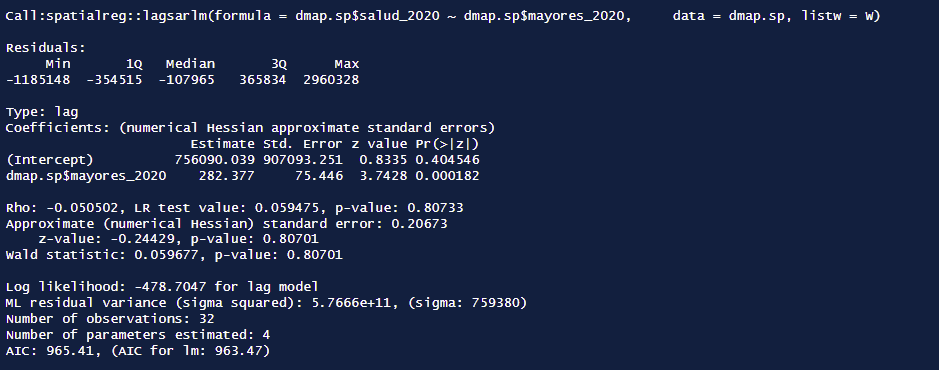 Call:spatialreg::lagsarlm(formula = dmap.sp$salud_2020 ~ dmap.sp$mayores_2020,     data = dmap.sp, listw = W)
Residuals:
     Min       1Q   Median       3Q      Max
-1185148  -354515  -107965   365834  2960328
Type: lag
Coefficients: (numerical Hessian approximate standard errors)
                       Estimate Std. Error z value Pr(>|z|)
(Intercept)          756090.039 907093.251  0.8335 0.404546
dmap.sp$mayores_2020    282.377     75.446  3.7428 0.000182
Rho: -0.050502, LR test value: 0.059475, p-value: 0.80733
Approximate (numerical Hessian) standard error: 0.20673
    z-value: -0.24429, p-value: 0.80701
Wald statistic: 0.059677, p-value: 0.80701
Log likelihood: -478.7047 for lag model
ML residual variance (sigma squared): 5.7666e+11, (sigma: 759380)
Number of observations: 32
Number of parameters estimated: 4
AIC: 965.41, (AIC for lm: 963.47)